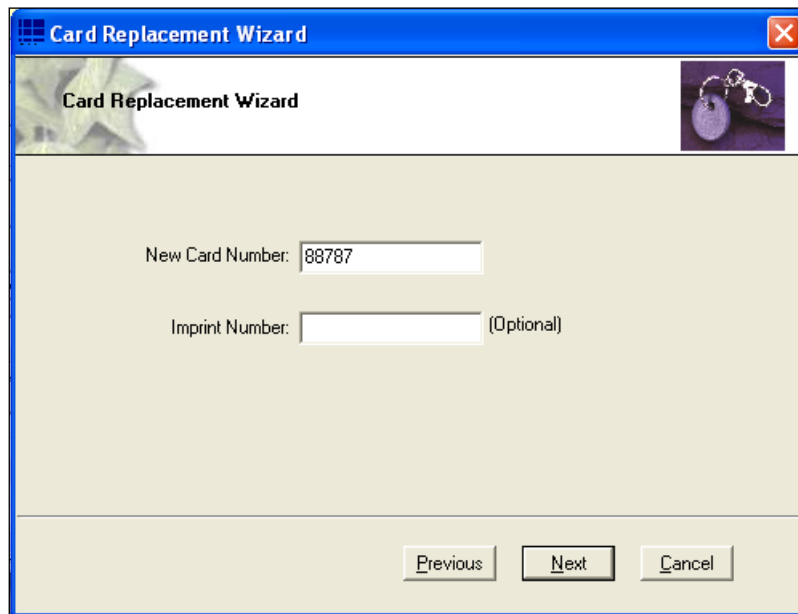 Card Replacement Wizard
Card Replacement Wizard
New Card Number: 88787
Imprint Number: (Optional)
Previous Next Cancel